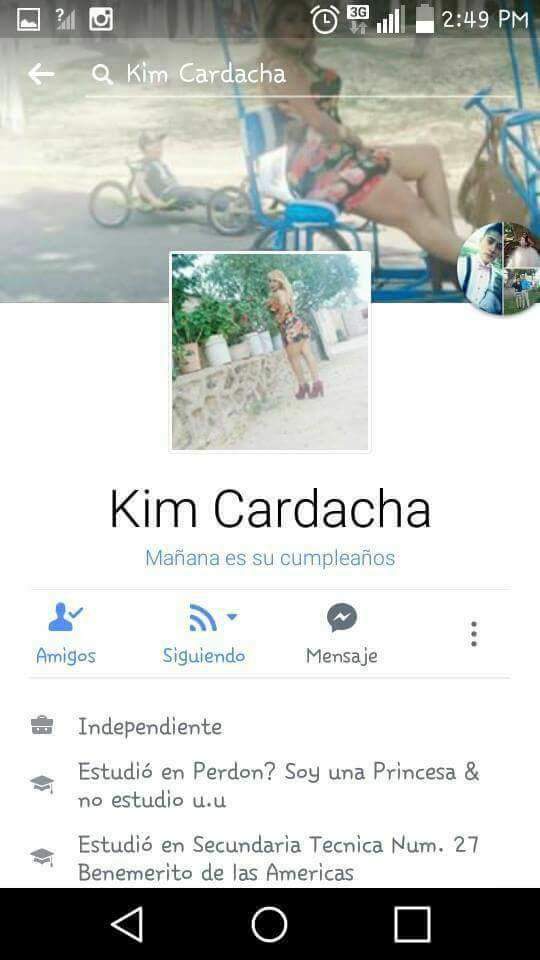 3G 2:49 PM
Kim Cardacha
Kim Cardacha
Mañana es su cumpleaños
Amigos Siguiendo Mensaje
Independiente
Estudió en Perdon? Soy una Princesa &
no estudio u.u
Estudió en Secundaria Tecnica Num. 27
Benemerito de las Americas